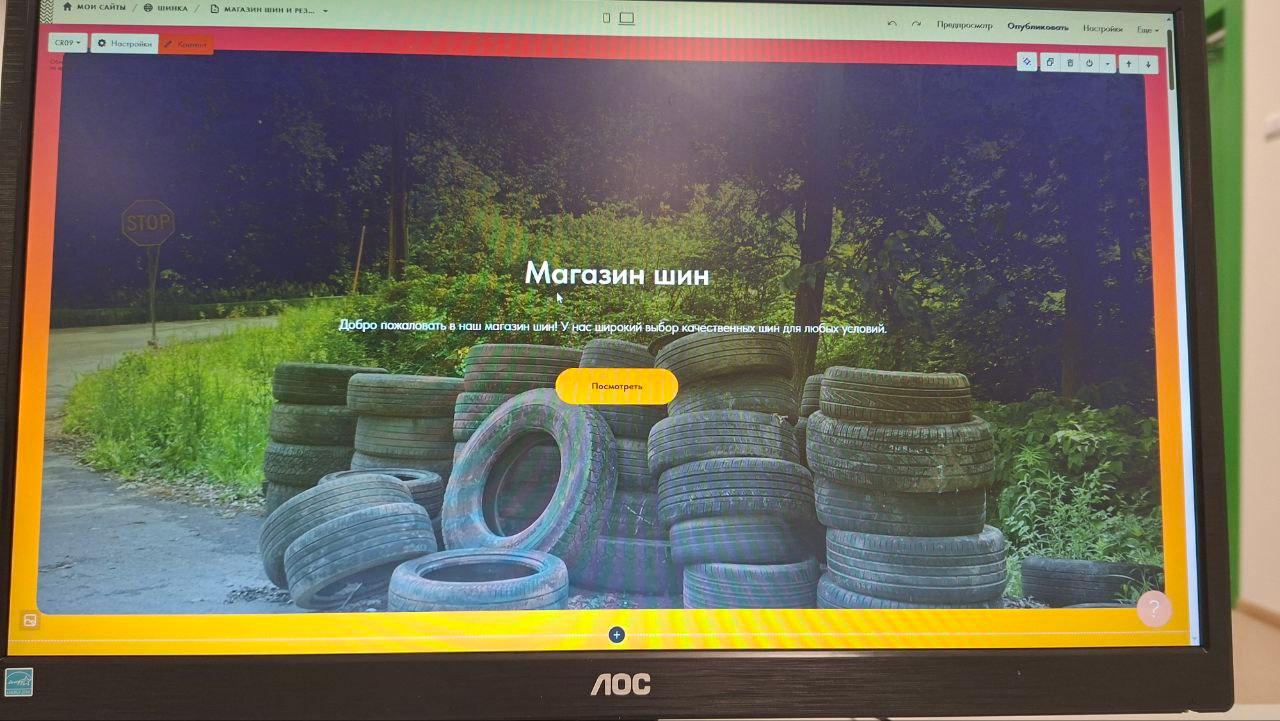 МОИ САЙТЫ / ШИНКА / МАГАЗИН ШИН И РЕЗ...
Предпросмотр Опубликовать Настройки Еще
CR09 Настройки Контент
STOP
Магазин шин
Добро пожаловать в наш магазин шин! У нас широкий выбор качественных шин для любых условий.
Посмотреть
?
AOC